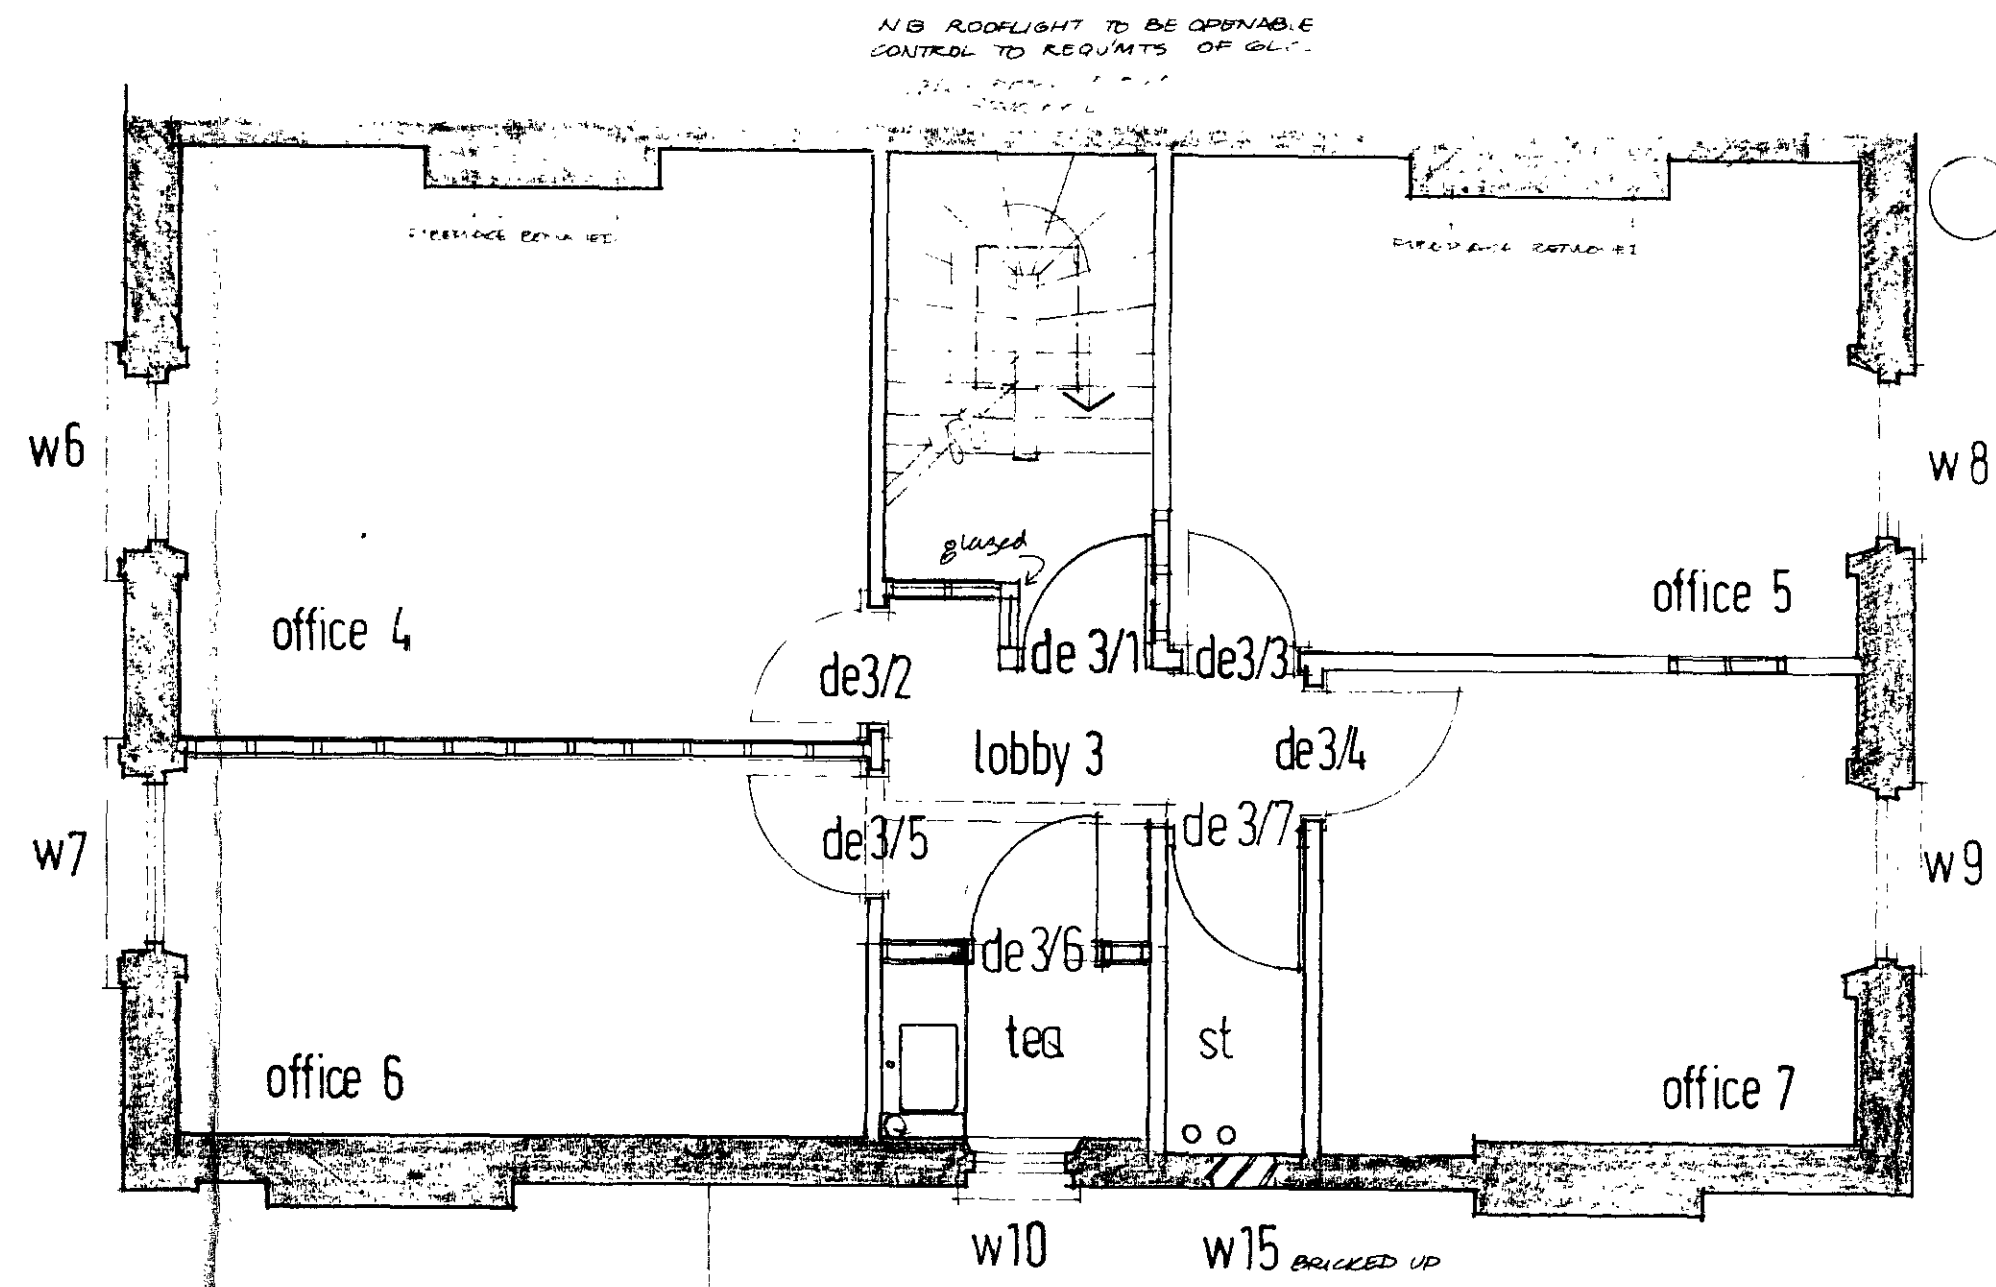 NB ROOFLIGHT TO BE OPENABLE
CONTROL TO REQU'MTS OF
w6
w8
glazed
office 4
office 5
de 3/1
de3/2
de3/3
lobby 3
de3/4
w7
de3/5
de 3/7
w9
de 3/6
tea
st
office 6
office 7
w10
w15 BRICKED UP